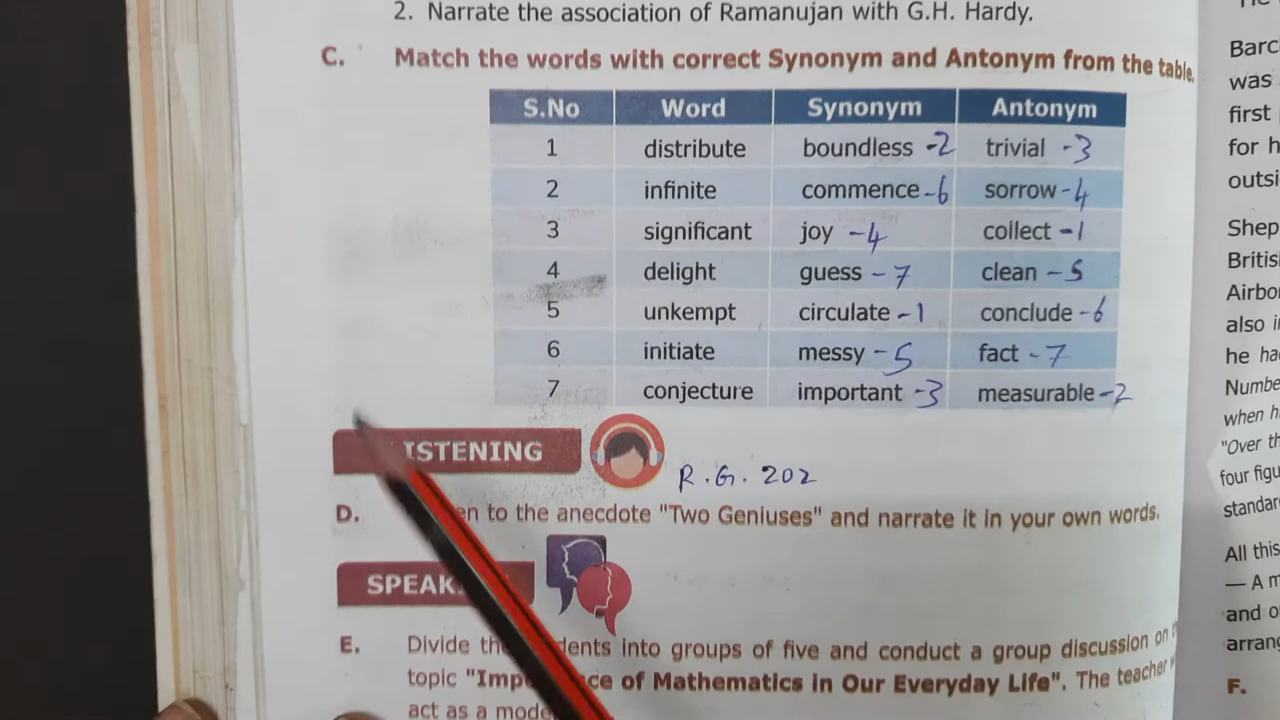 2. Narrate the association of Ramanujan with G.H. Hardy.
C. Match the words with correct Synonym and Antonym from the table.
S.No Word Synonym Antonym
1 distribute boundless -2 trivial -3
2 infinite commence -6 sorrow -4
3 significant joy -4 collect -1
4 delight guess -7 clean -5
5 unkempt circulate -1 conclude -6
6 initiate messy -5 fact -7
7 conjecture important -3 measurable -2
ISTENING
R.G. 202
D. en to the anecdote "Two Geniuses" and narrate it in your own words.
SPEAK
E. Divide the dents into groups of five and conduct a group discussion on
topic "Imp ce of Mathematics in Our Everyday Life". The teacher
act as a mode
Barc
was
first
for h
outsi
Shep
Britis
Airbo
also i
he ha
Numbe
when h
"Over th
four figu
standar
All this
— A m
and o
arrang
F.